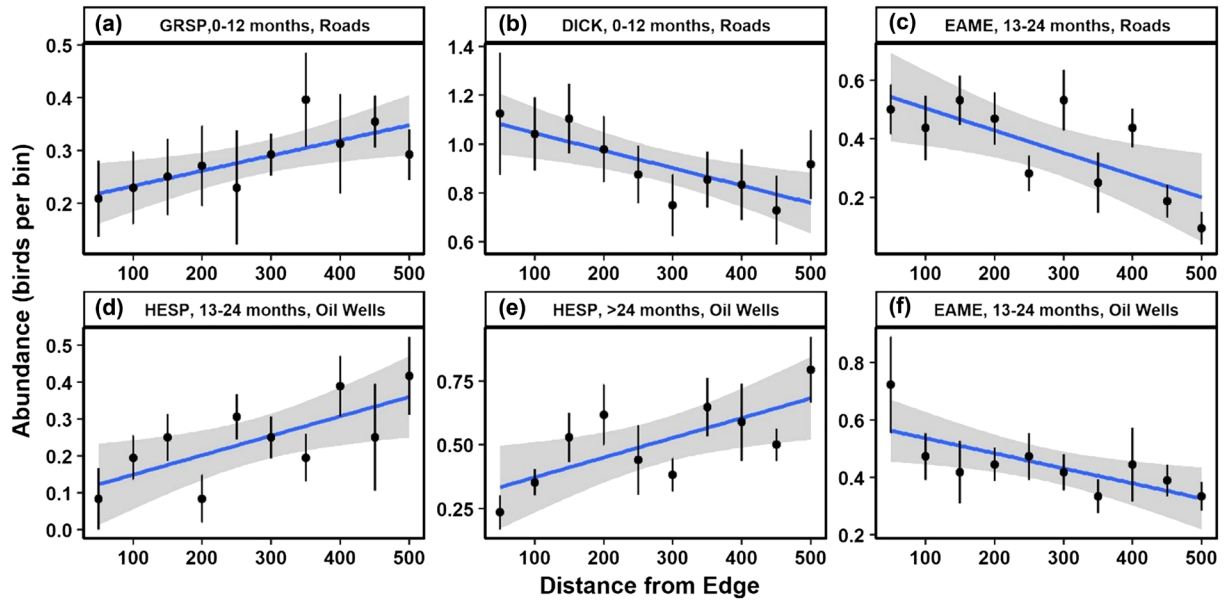 (a) GRSP,0-12 months, Roads
(b) DICK, 0-12 months, Roads
(c) EAME, 13-24 months, Roads
0.5
0.4
0.3
0.2
100 200 300 400 500
1.4
1.2
1.0
0.8
0.6
100 200 300 400 500
0.6
0.4
0.2
100 200 300 400 500
Abundance (birds per bin)
(d) HESP, 13-24 months, Oil Wells
(e) HESP, >24 months, Oil Wells
(f) EAME, 13-24 months, Oil Wells
0.5
0.4
0.3
0.2
0.1
0.0
100 200 300 400 500
0.75
0.50
0.25
100 200 300 400 500
0.8
0.6
0.4
0.2
100 200 300 400 500
Distance from Edge